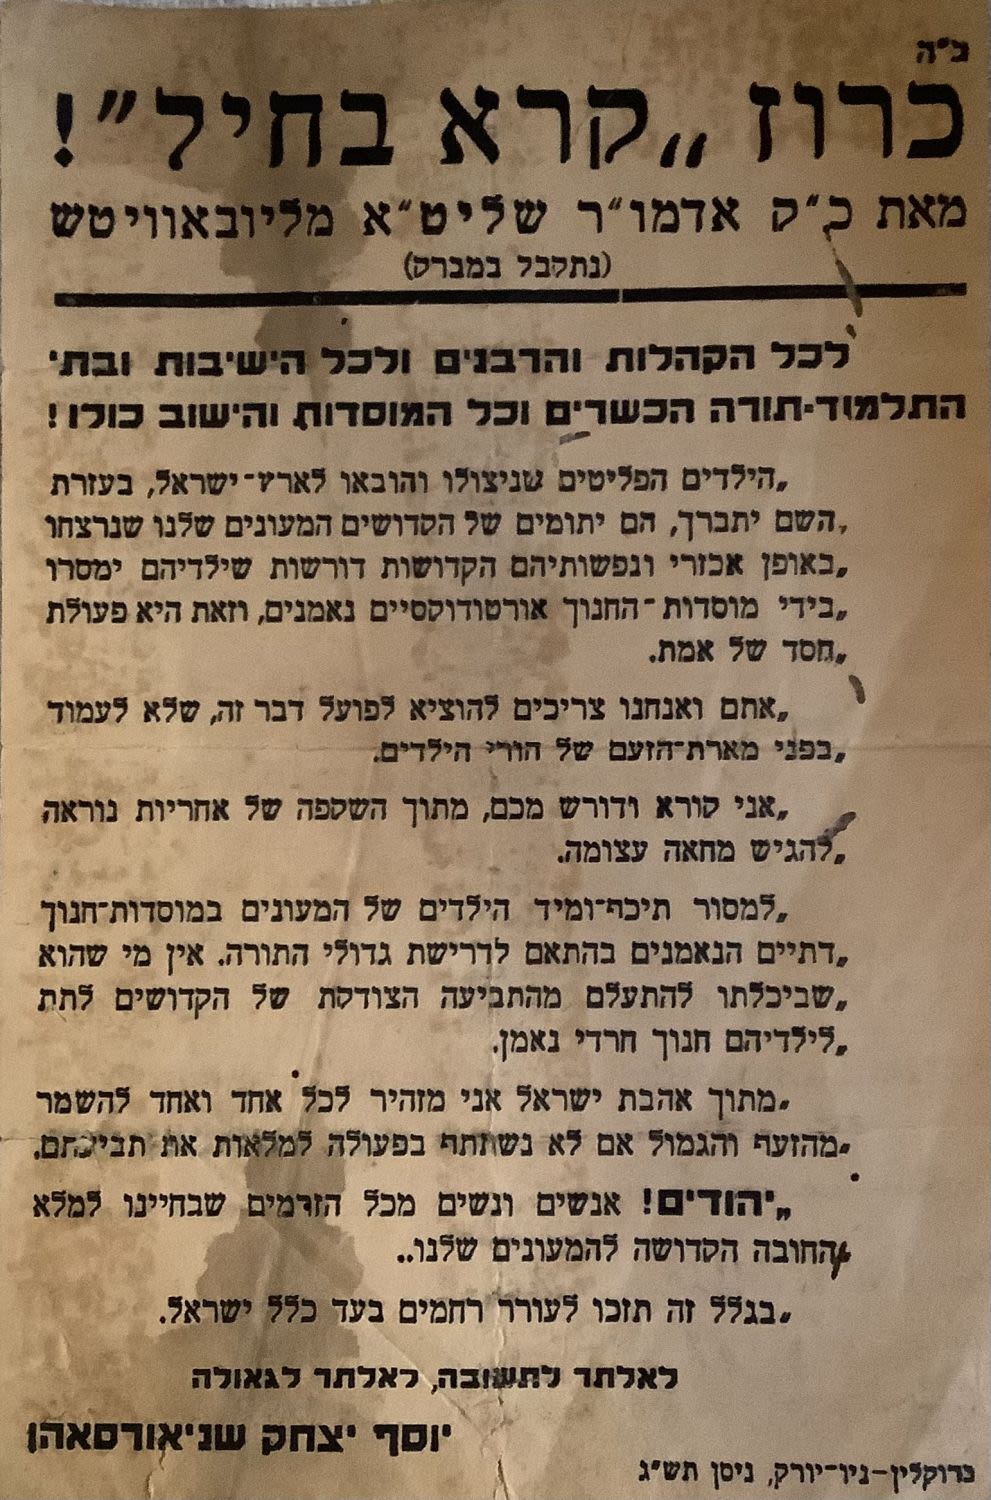 ב״ה
כרוז „קרא בחיל״!
מאת כ״ק אדמו״ר שליט״א מליובאוויטש
(נתקבל במברק)
לכל הקהלות והרבנים ולכל הישיבות ובתי
התלמוד-תורה הכשרים וכל המוסדות והישוב כולו!
„הילדים הפליטים שניצולו והובאו לארץ-ישראל, בעזרת
„השם יתברך, הם יתומים של הקדושים המעונים שלנו שנרצחו
„באופן אכזרי ונפשותיהם הקדושות דורשות שילדיהם ימסרו
„בידי מוסדות-החנוך אורטודוקסיים נאמנים, וזאת היא פעולת
„חסד של אמת.
„אתם ואנחנו צריכים להוציא לפועל דבר זה, שלא לעמוד
„בפני מארת-הזעם של הורי הילדים.
„אני קורא ודורש מכם, מתוך השקפה של אחריות נוראה
„להגיש מחאה עצומה.
„למסור תיכף-ומיד הילדים של המעונים במוסדות-חנוך
„דתיים הנאמנים בהתאם לדרישת גדולי התורה. אין מי שהוא
„שביכלתו להתעלם מהתביעה הצודקת של הקדושים לתת
„לילדיהם חנוך חרדי נאמן.
„מתוך אהבת ישראל אני מזהיר לכל אחד ואחד להשמר
„מהזעף והגמול אם לא נשתתף בפעולה למלאות את תביעתם.
„יהודים! אנשים ונשים מכל הזרמים שבחיינו למלא
„החובה הקדושה להמעונים שלנו..
„בגלל זה תזכו לעורר רחמים בעד כלל ישראל.
לאלתר לתשובה, לאלתר לגאולה
יוסף יצחק שניאורסאהן
ברוקלין-ניו-יורק, ניסן תש״ג